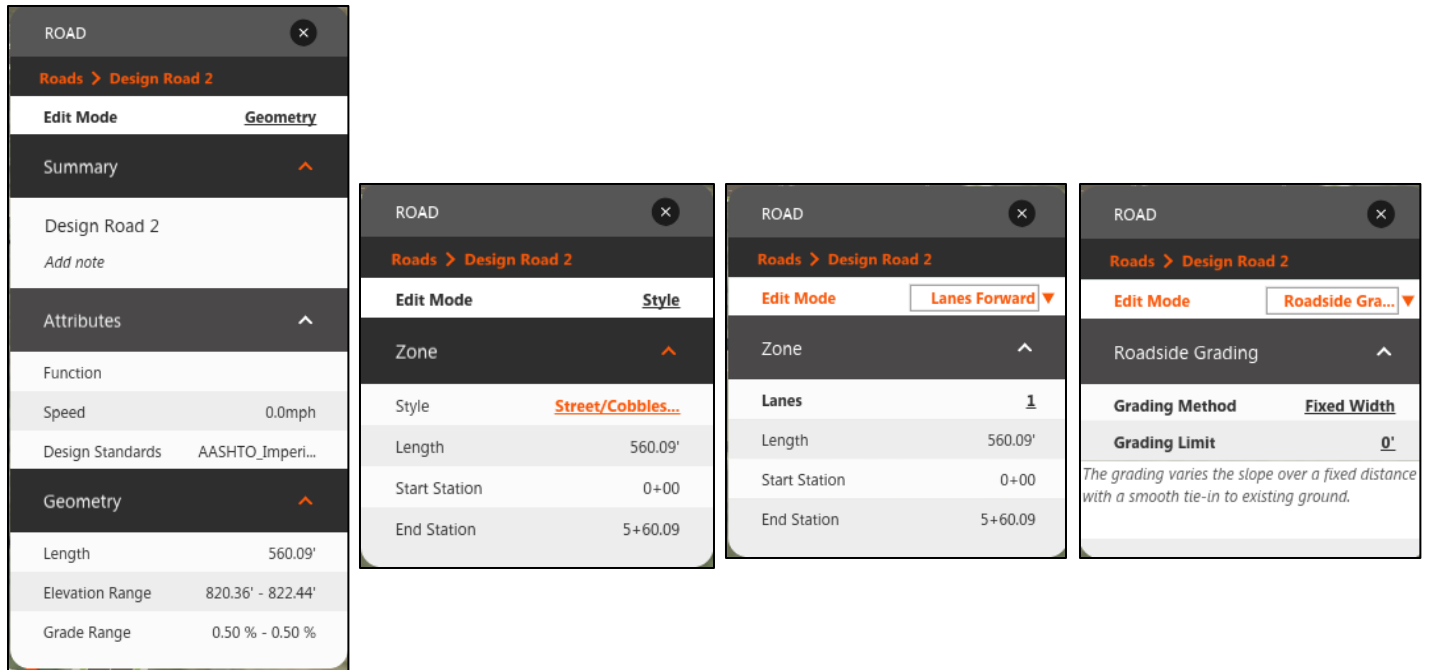 ROAD
Roads > Design Road 2
Edit Mode Geometry
Summary
Design Road 2
Add note
Attributes
Function
Speed 0.0mph
Design Standards AASHTO_Imperi...
Geometry
Length 560.09'
Elevation Range 820.36' - 822.44'
Grade Range 0.50 % - 0.50 %
ROAD
Roads > Design Road 2
Edit Mode Style
Zone
Style Street/Cobbles...
Length 560.09'
Start Station 0+00
End Station 5+60.09
ROAD
Roads > Design Road 2
Edit Mode Lanes Forward
Zone
Lanes 1
Length 560.09'
Start Station 0+00
End Station 5+60.09
ROAD
Roads > Design Road 2
Edit Mode Roadside Gra...
Roadside Grading
Grading Method Fixed Width
Grading Limit 0'
The grading varies the slope over a fixed distance
with a smooth tie-in to existing ground.